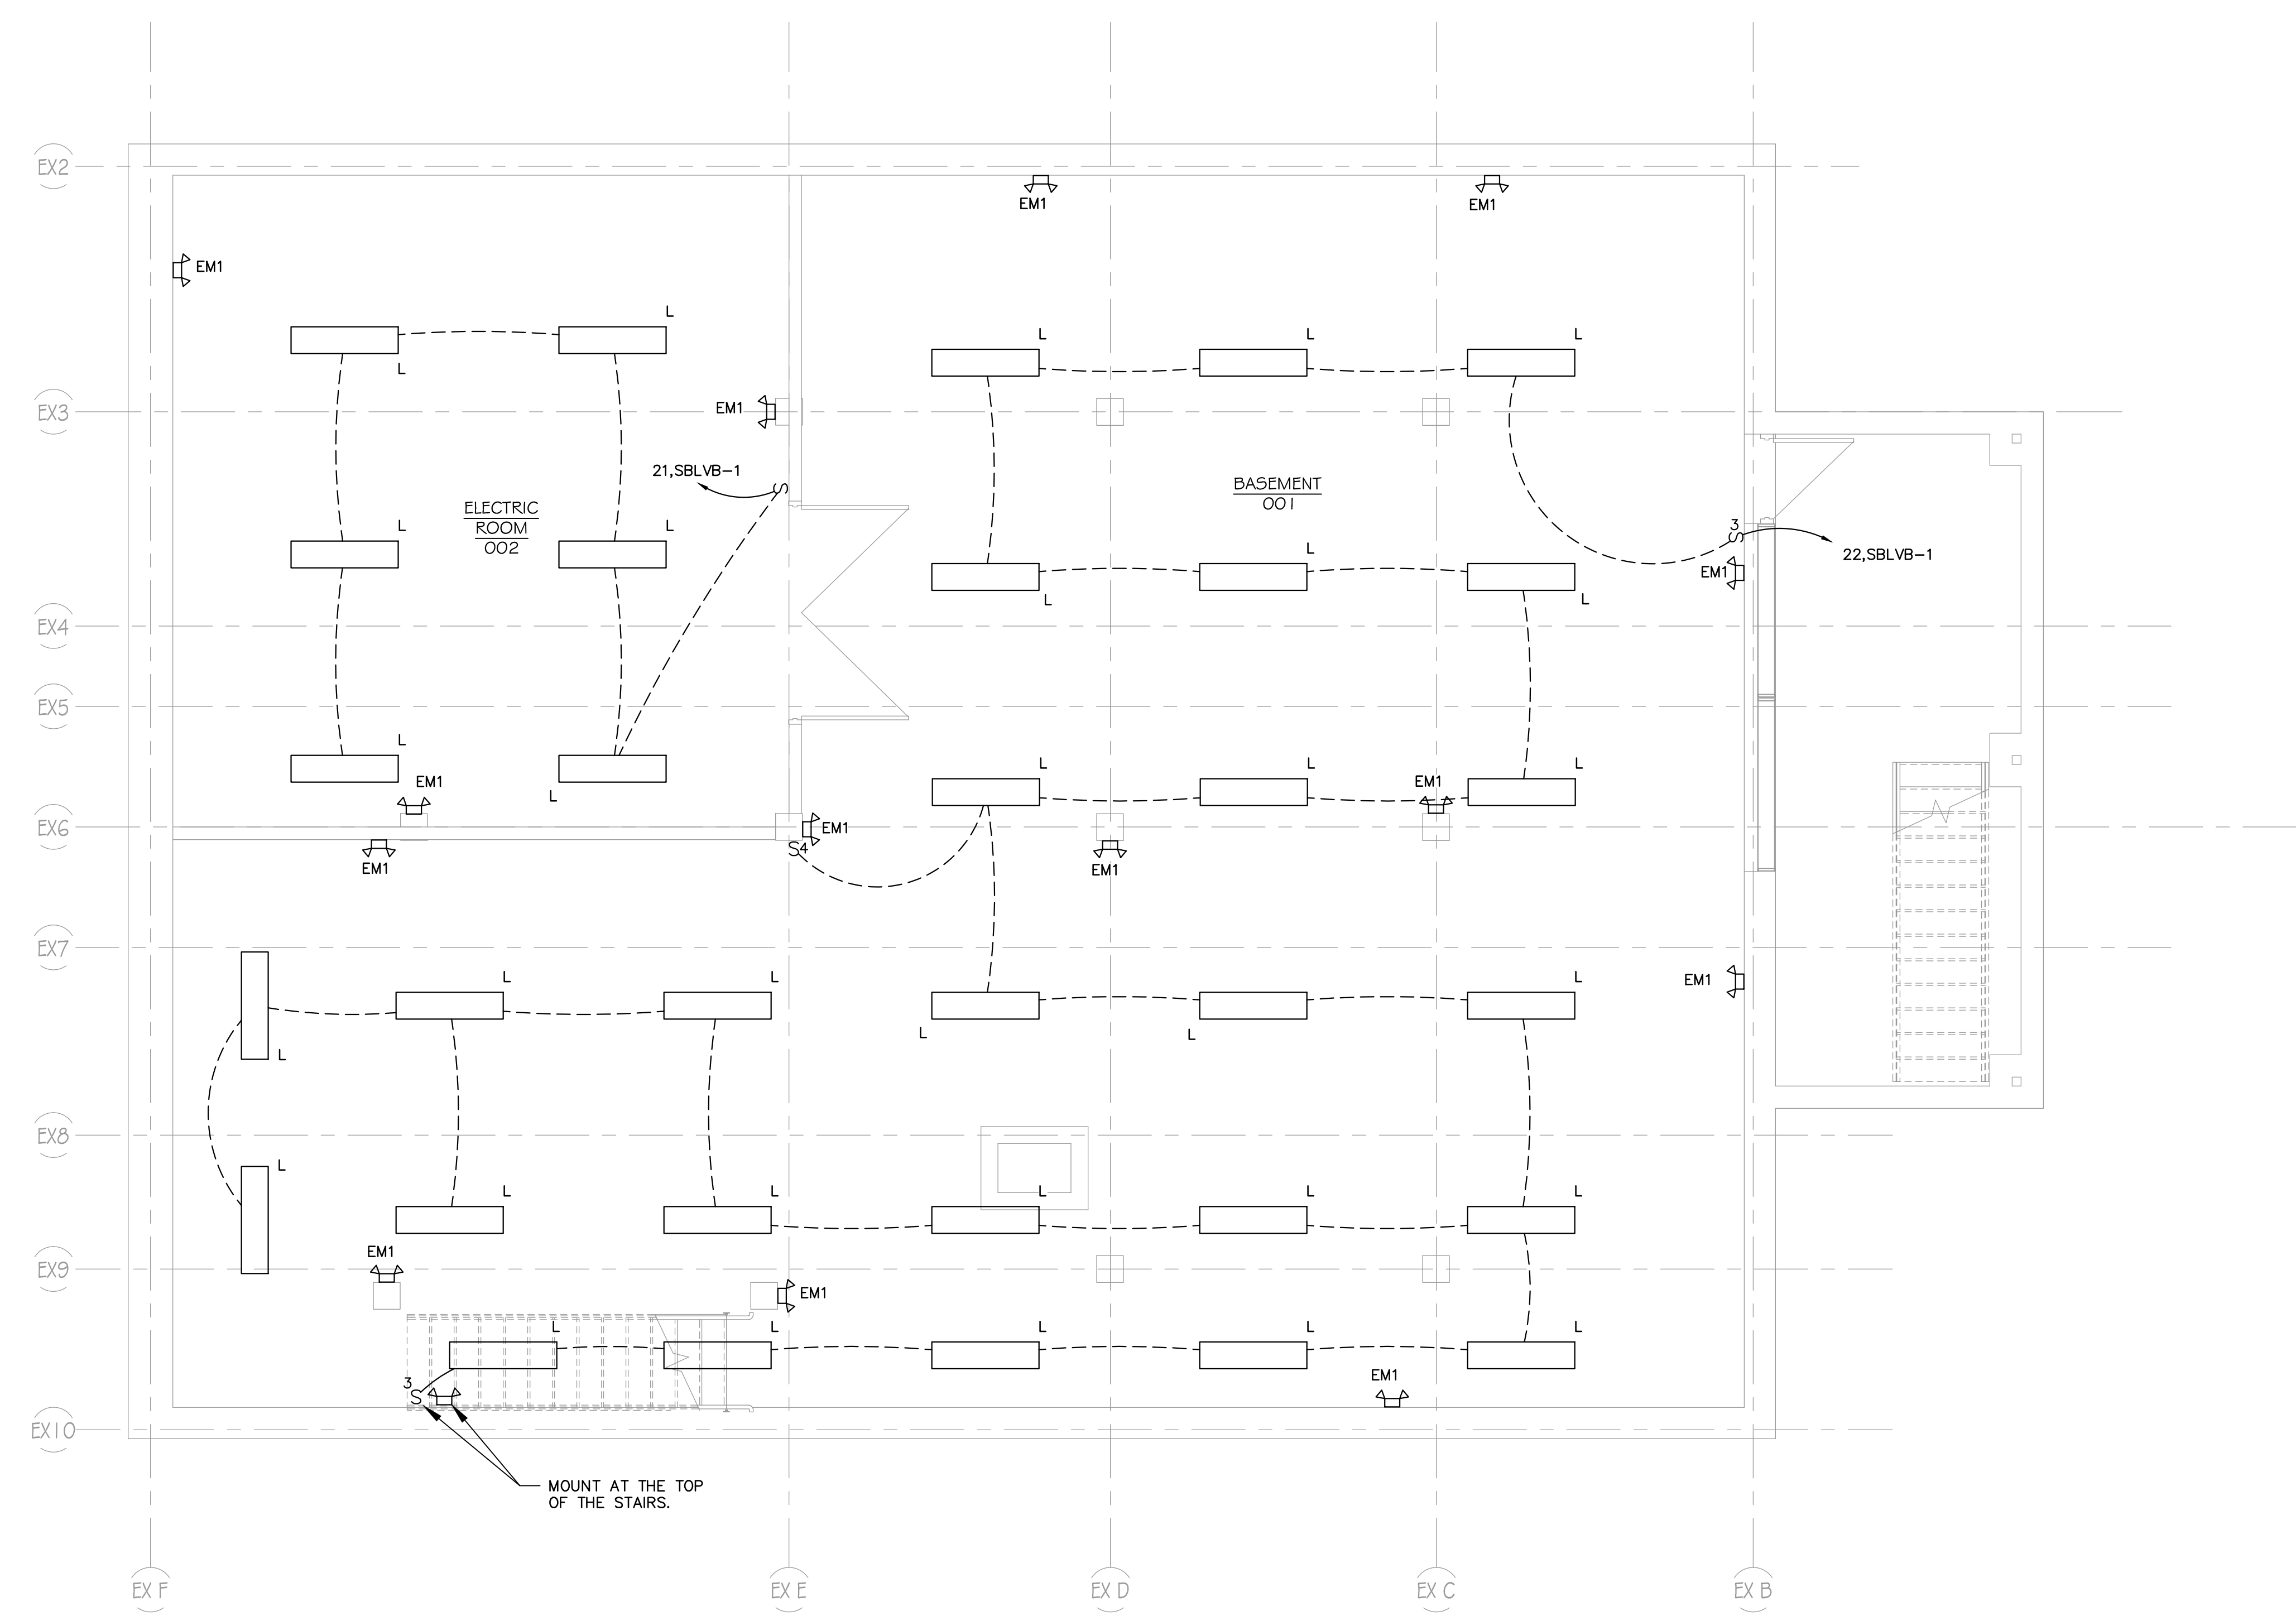 EX2
EM1
EM1
EM1
L
L
L
L
L
EX3
EM1
21,SBLVB-1
BASEMENT
001
ELECTRIC
ROOM
002
L
L
3
S
S
22,SBLVB-1
L
EM1
L
L
EX4
EX5
L
L
L
L
L
EM1
EM1
EX6
EM1
S4
EM1
EM1
EX7
L
L
L
EM1
L
L
L
EX8
L
L
L
L
L
L
EM1
EX9
EM1
L
L
L
L
L
EM1
3
S
EX10
MOUNT AT THE TOP
OF THE STAIRS.
EX F
EX E
EX D
EX C
EX B